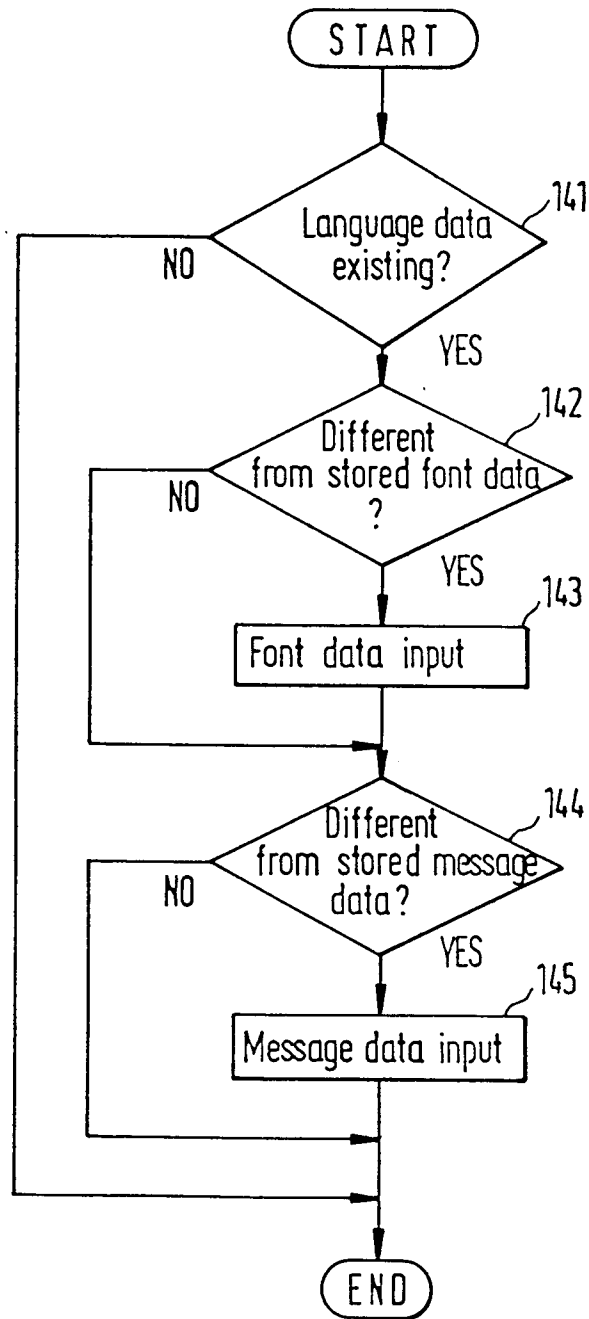 START
141
Language data
existing?
NO
YES
142
Different
from stored font data
?
NO
YES
143
Font data input
144
Different
from stored message
data?
NO
YES
145
Message data input
END